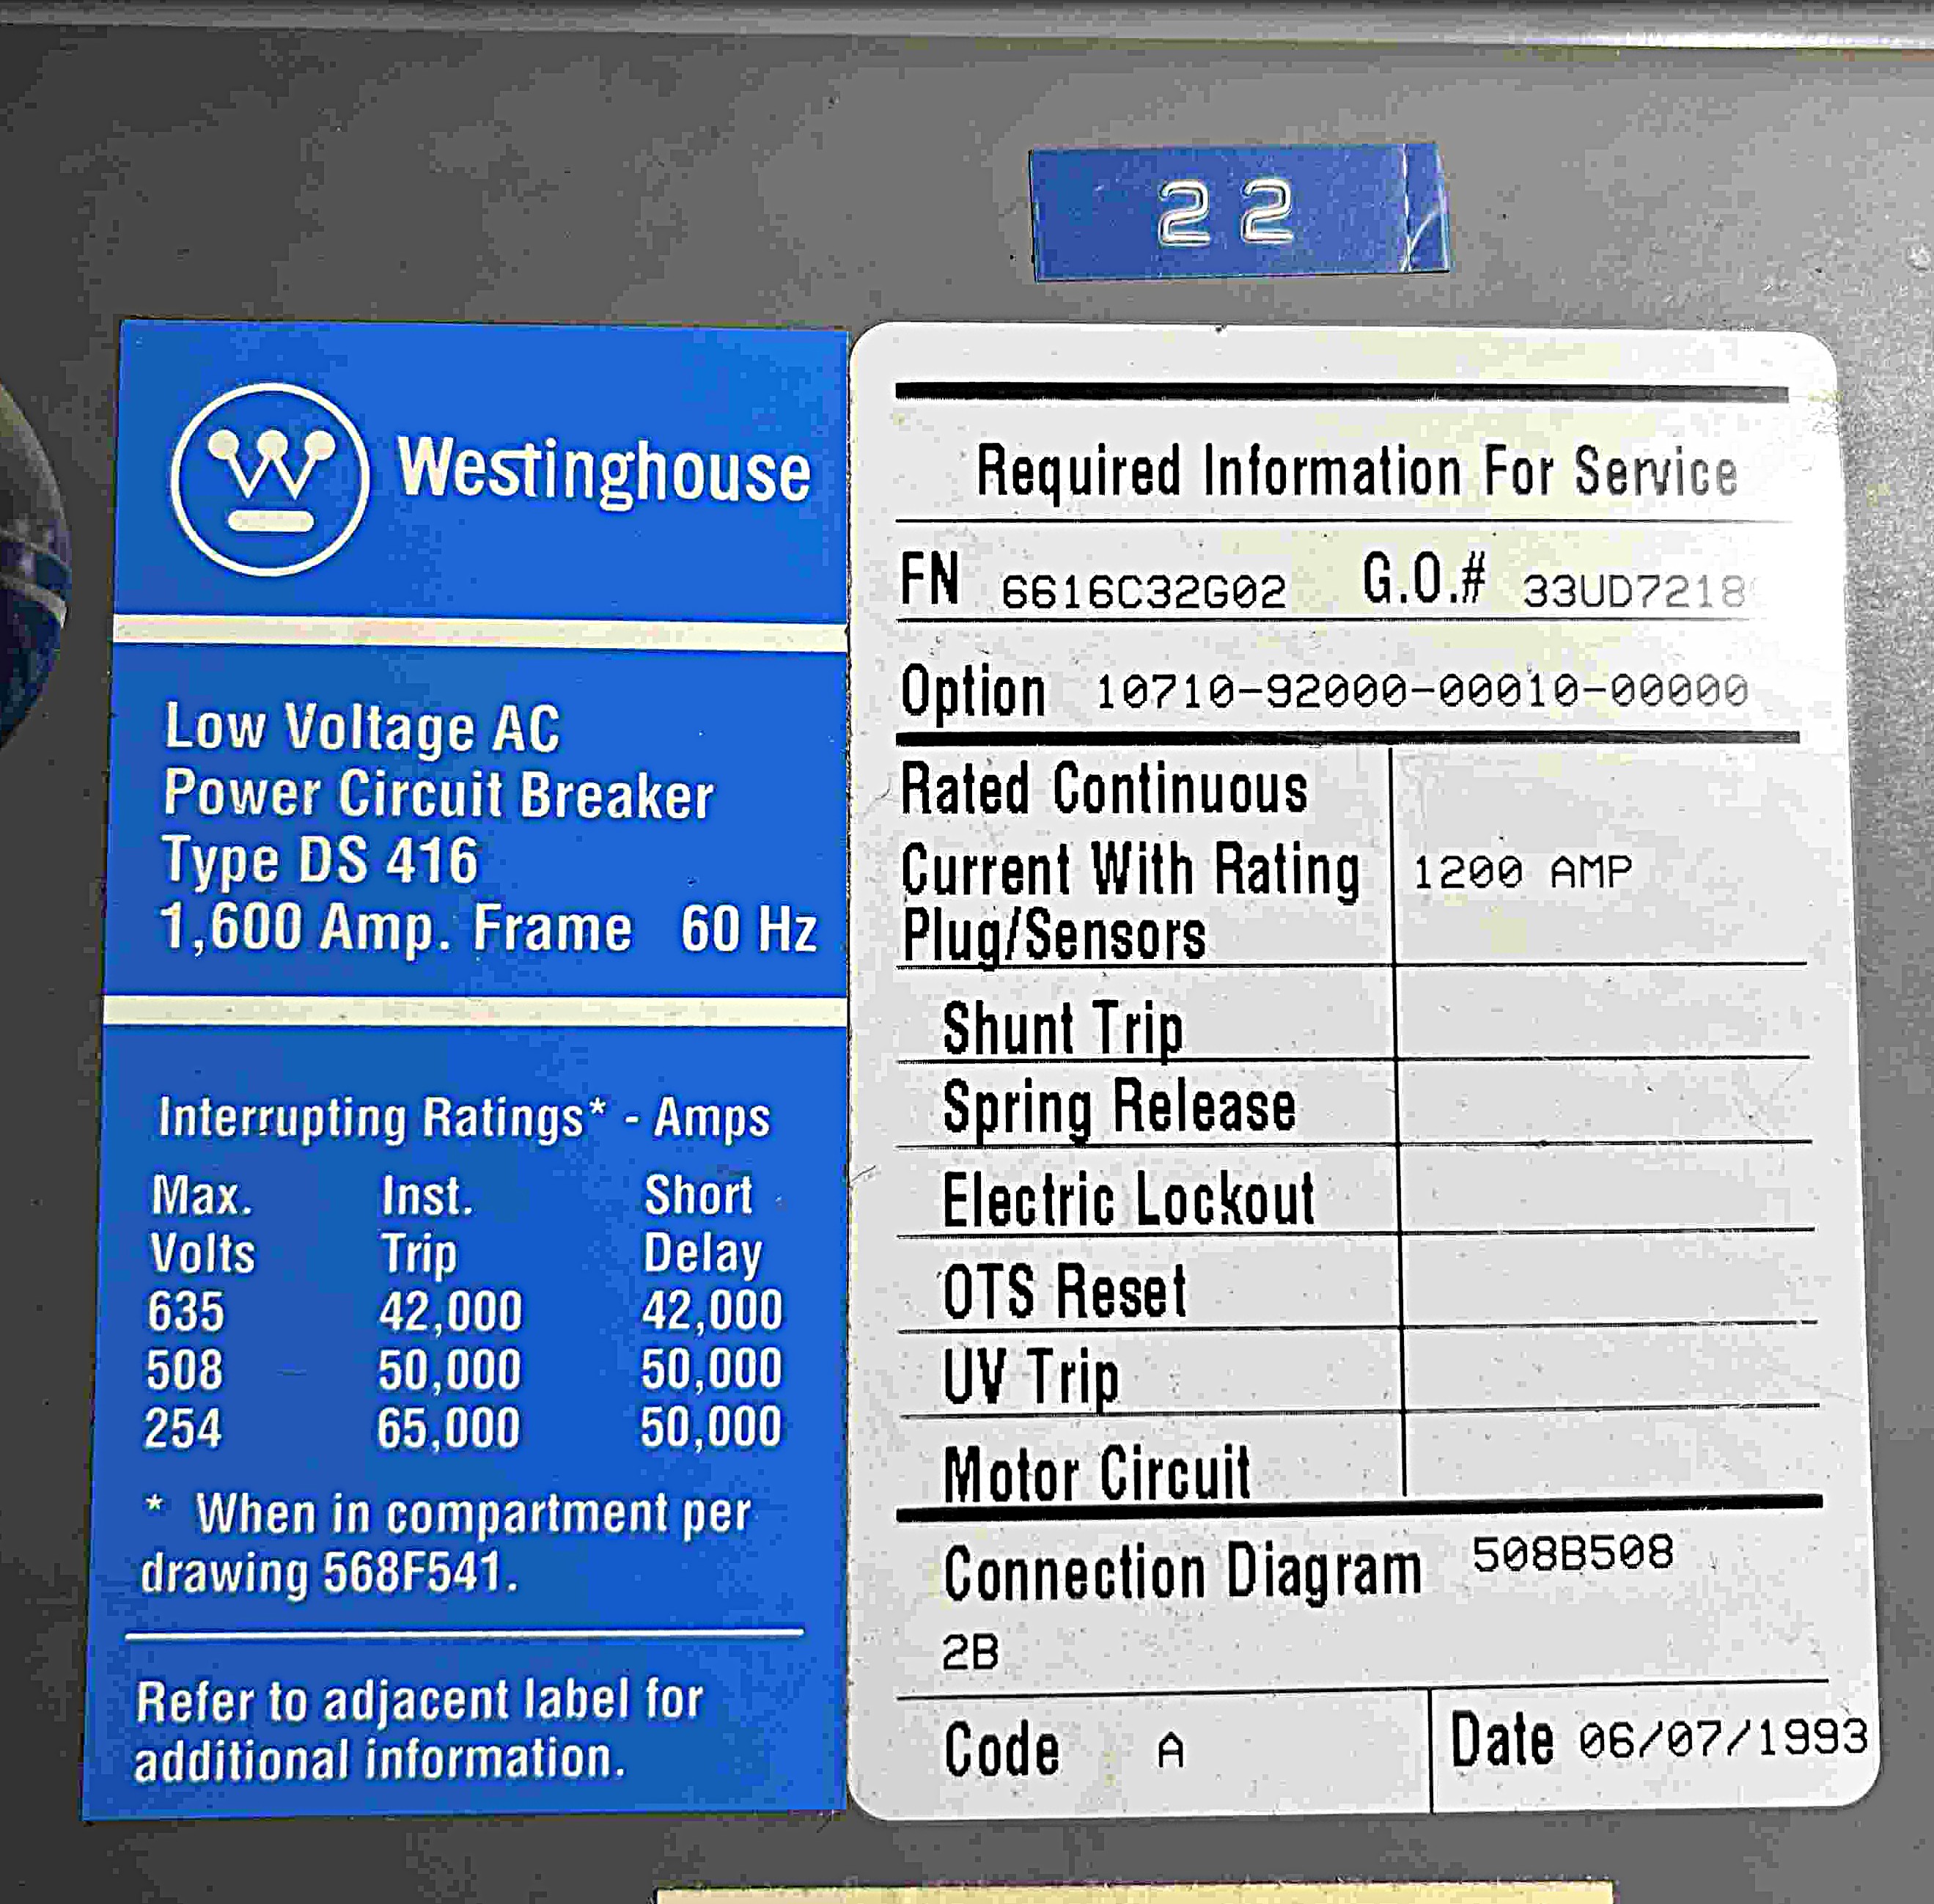 22
Westinghouse
Low Voltage AC
Power Circuit Breaker
Type DS 416
1,600 Amp. Frame 60 Hz
Interrupting Ratings* - Amps
Max. Inst. Short
Volts Trip Delay
635 42,000 42,000
508 50,000 50,000
254 65,000 50,000
* When in compartment per
drawing 568F541.
Refer to adjacent label for
additional information.
Required Information For Service
FN 6616C32G02 G.O.#
Option 10710-92000-00010-00000
Rated Continuous
Current With Rating 1200 AMP
Plug/Sensors
Shunt Trip
Spring Release
Electric Lockout
OTS Reset
UV Trip
Motor Circuit
Connection Diagram 508B508
2B
Code A Date 06/07/1993